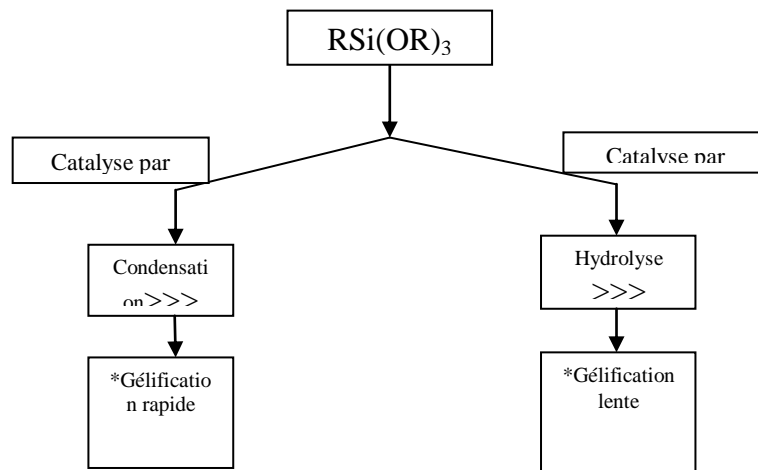 RSi(OR)₃
Catalyse par
Catalyse par
Condensati
on>>>
Hydrolyse
>>>
*Gélificatio
n rapide
*Gélification
lente